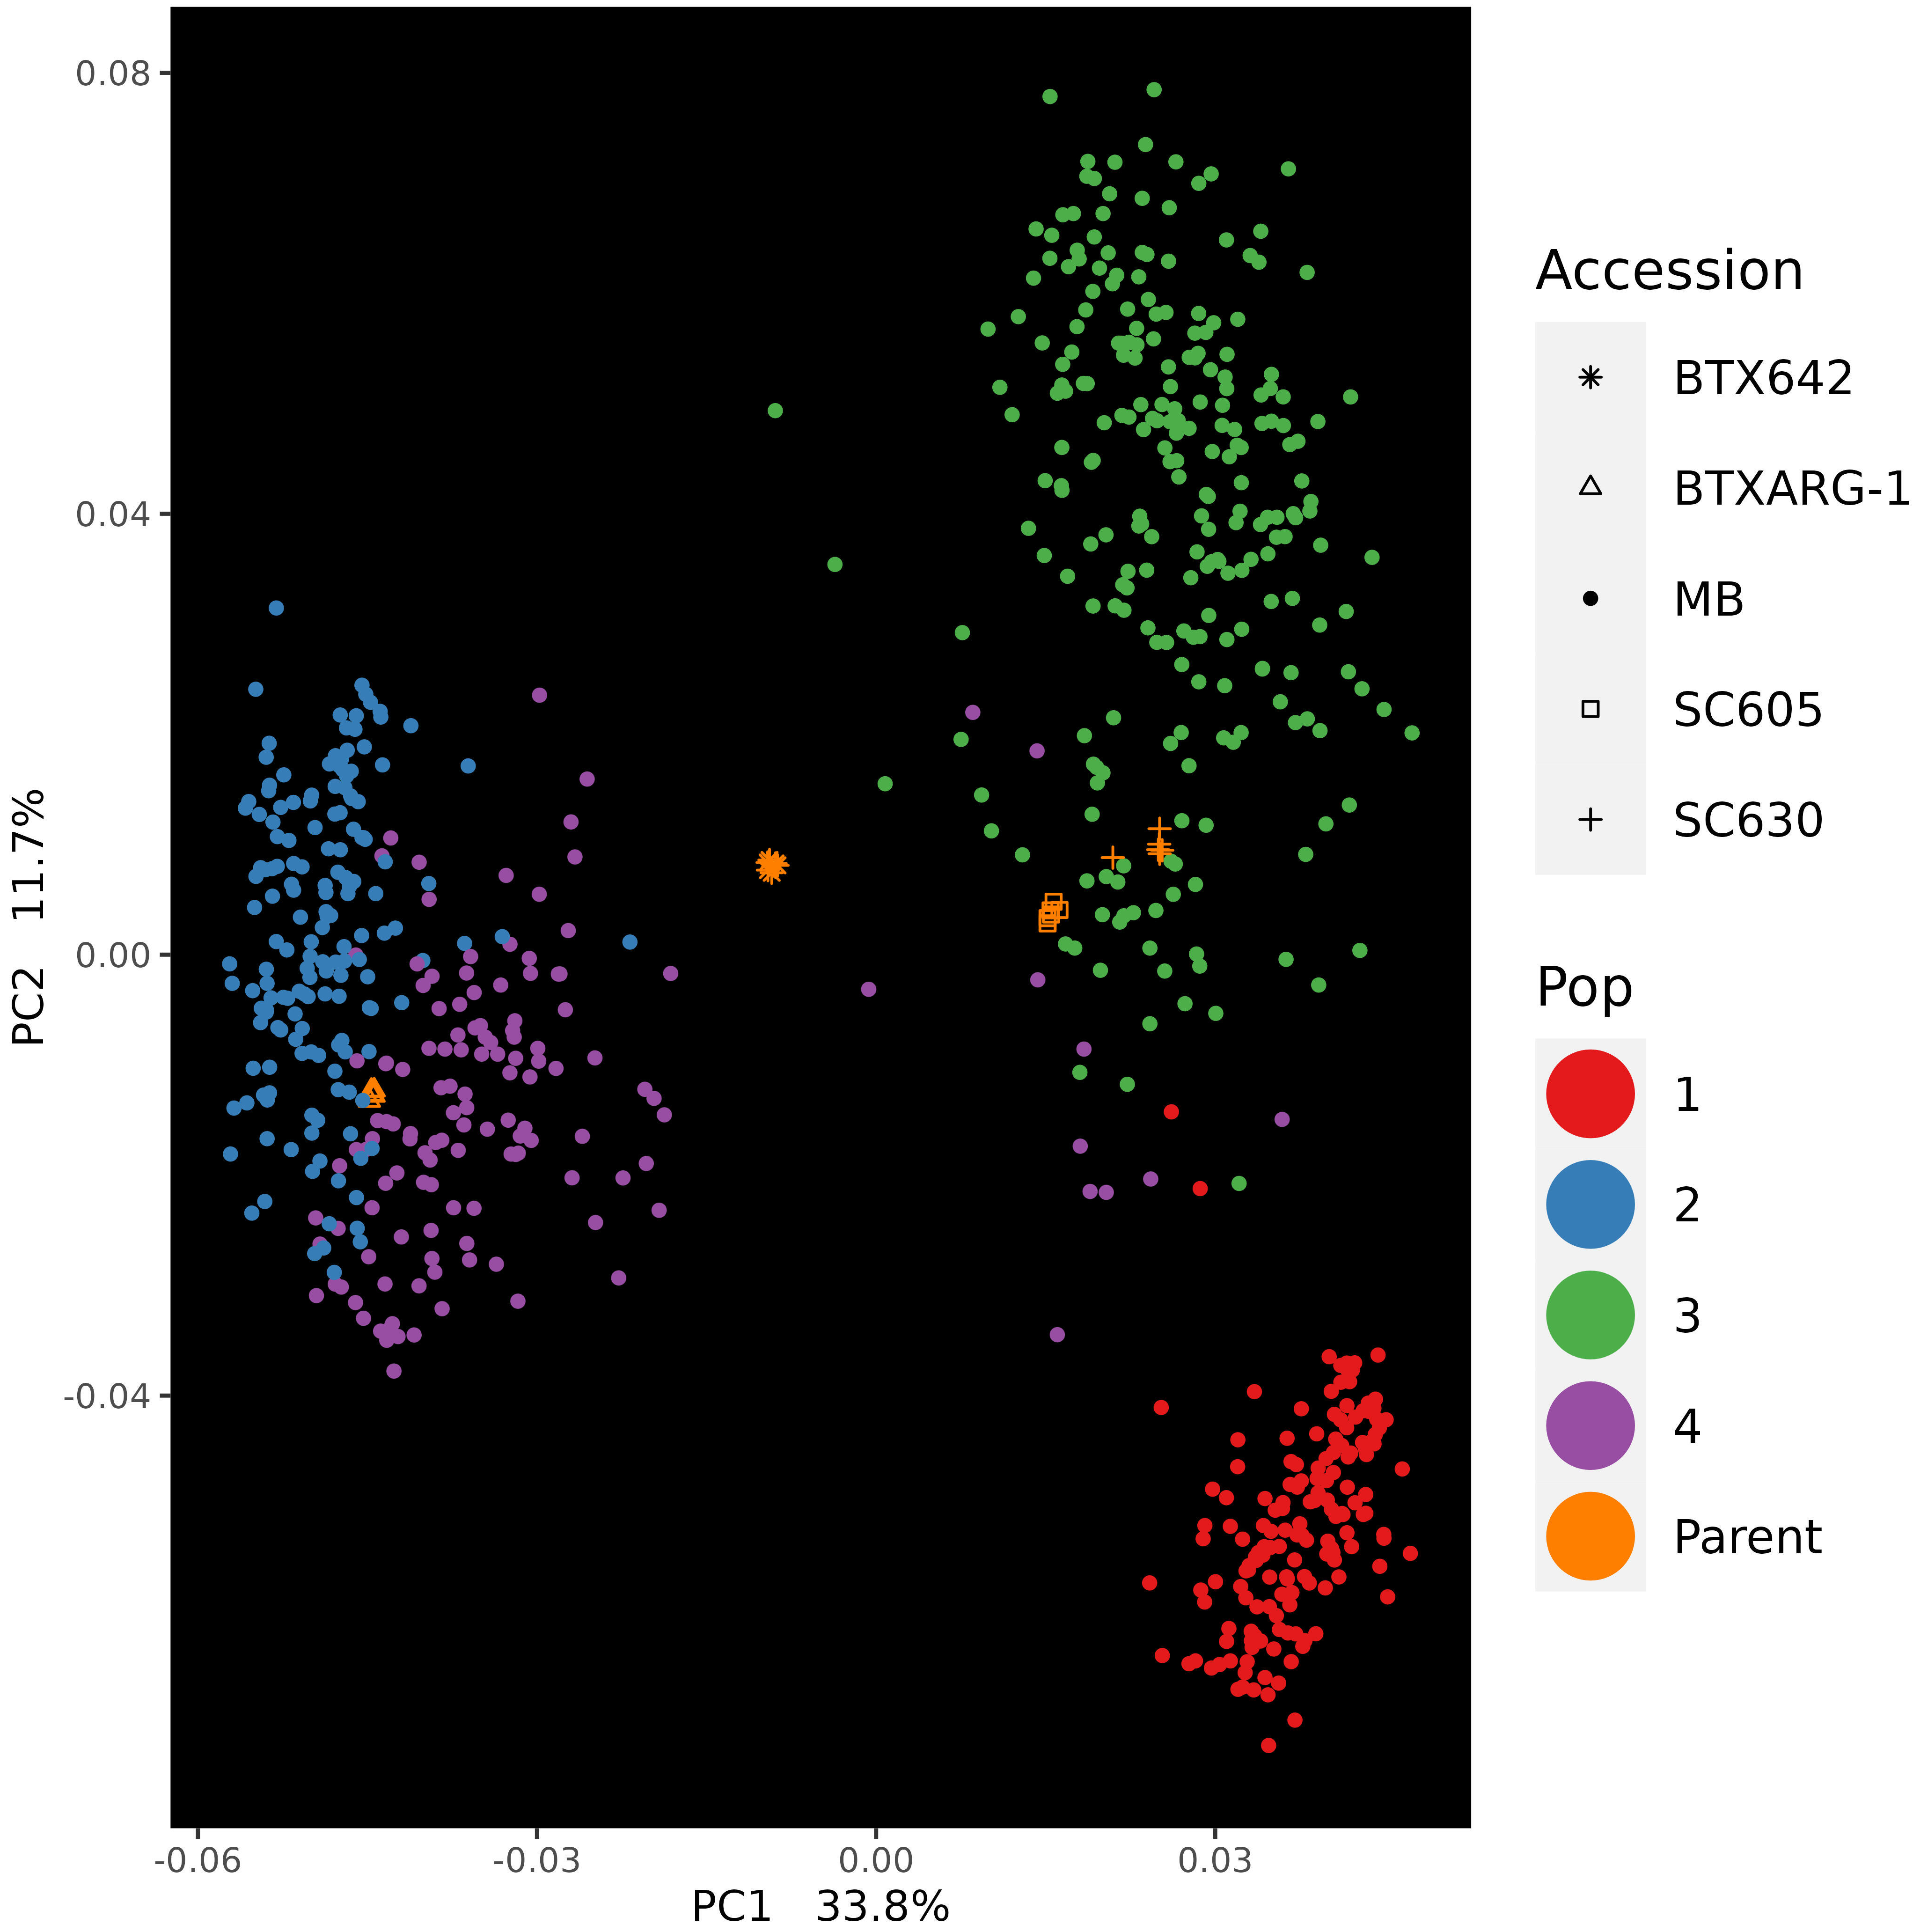 0.08
0.04
0.00
-0.04
PC2 11.7%
-0.06
-0.03
0.00
0.03
PC1 33.8%
Accession
BTX642
BTXARG-1
MB
SC605
SC630
Pop
1
2
3
4
Parent